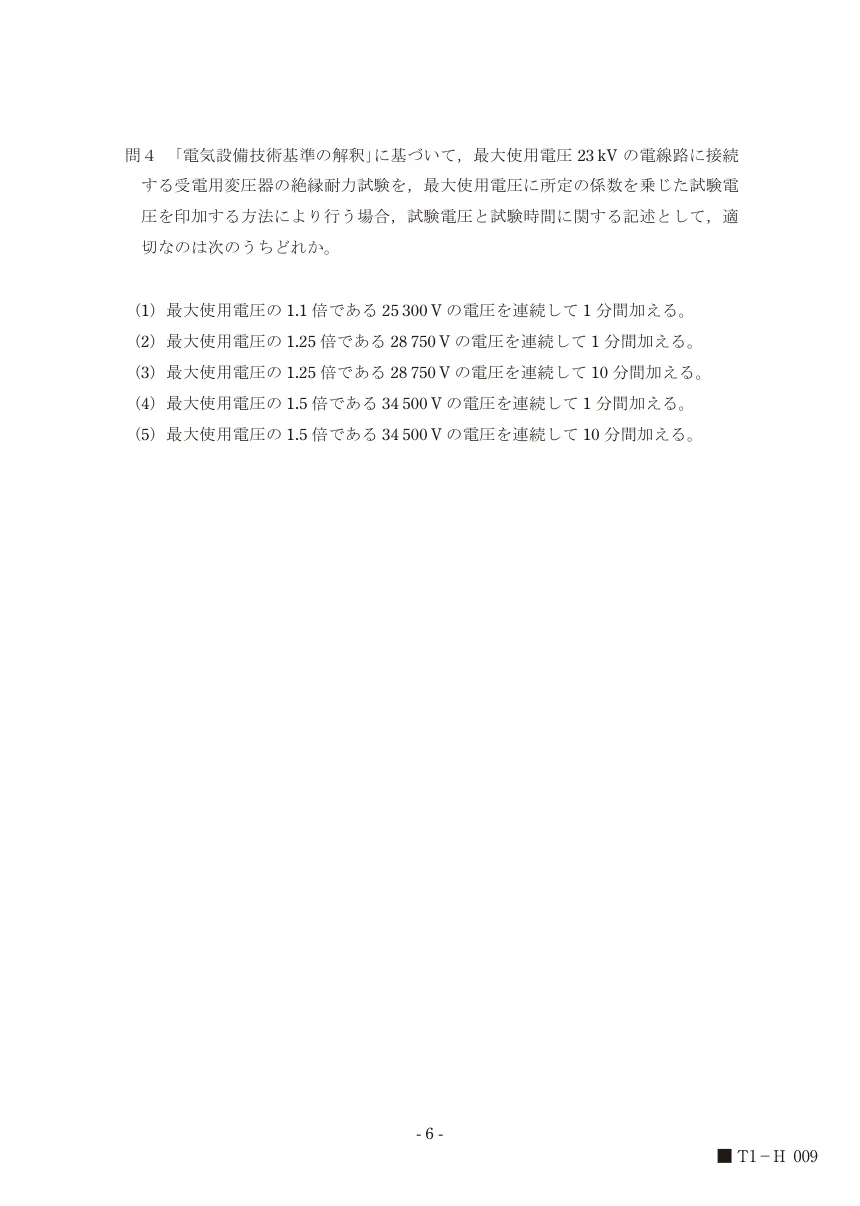 問４　「電気設備技術基準の解釈」に基づいて，最大使用電圧 23 kV の電線路に接続
する受電用変圧器の絶縁耐力試験を，最大使用電圧に所定の係数を乗じた試験電
圧を印加する方法により行う場合，試験電圧と試験時間に関する記述として，適
切なのは次のうちどれか。
(1) 最大使用電圧の 1.1 倍である 25 300 V の電圧を連続して 1 分間加える。
(2) 最大使用電圧の 1.25 倍である 28 750 V の電圧を連続して 1 分間加える。
(3) 最大使用電圧の 1.25 倍である 28 750 V の電圧を連続して 10 分間加える。
(4) 最大使用電圧の 1.5 倍である 34 500 V の電圧を連続して 1 分間加える。
(5) 最大使用電圧の 1.5 倍である 34 500 V の電圧を連続して 10 分間加える。
- 6 -
■ T1－H 009